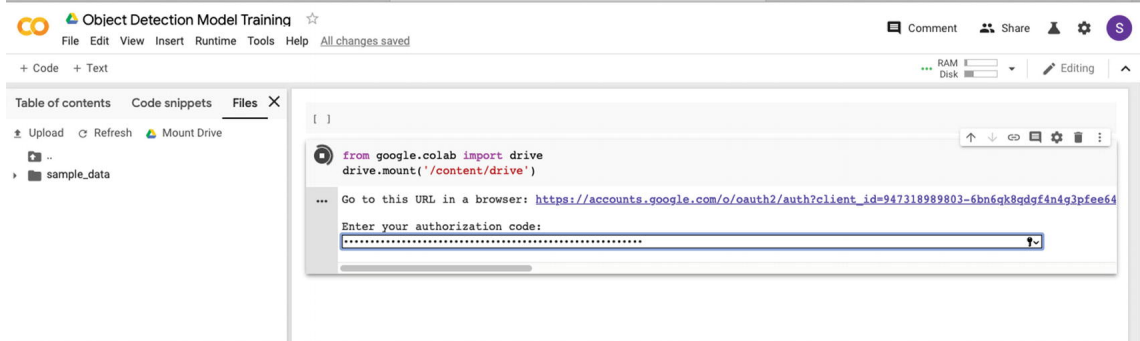 Object Detection Model Training
File Edit View Insert Runtime Tools Help All changes saved
Comment Share S
+ Code + Text
RAM
Disk
Editing
Table of contents Code snippets Files X
Upload Refresh Mount Drive
..
sample_data
[ ]
from google.colab import drive
drive.mount('/content/drive')
Go to this URL in a browser: https://accounts.google.com/o/oauth2/auth?client_id=947318989803-6bn6qk8qdgf4n4g3pfee64
Enter your authorization code: